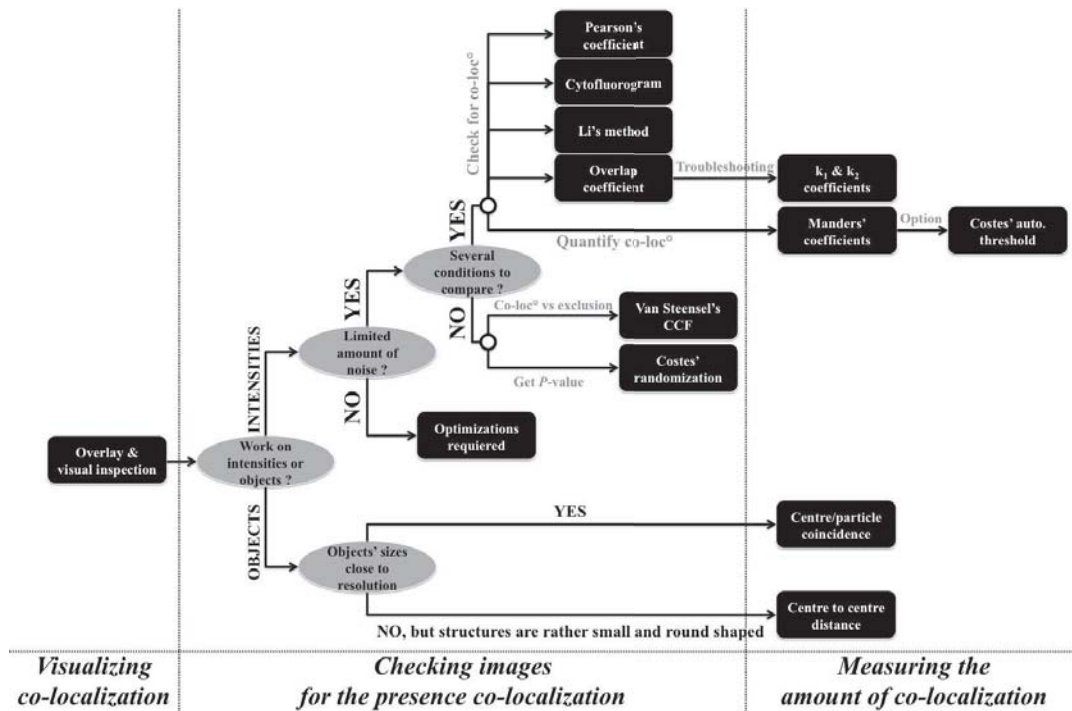 Pearson's
coefficient
Cytofluorogram
Li's method
Overlap
coefficient
Check for co-loc°
Troubleshooting
k₁ & k₂
coefficients
Manders'
coefficients
Option
Costes' auto.
threshold
Quantify co-loc°
YES
Several
conditions to
compare ?
NO
Co-loc° vs exclusion
Van Steensel's
CCF
Costes'
randomization
Get P-value
YES
Limited
amount of
noise ?
NO
Optimizations
requiered
INTENSITIES
Overlay &
visual inspection
Work on
intensities or
objects ?
OBJECTS
YES
Centre/particle
coincidence
Objects' sizes
close to
resolution
Centre to centre
distance
NO, but structures are rather small and round shaped
Visualizing
co-localization
Checking images
for the presence co-localization
Measuring the
amount of co-localization